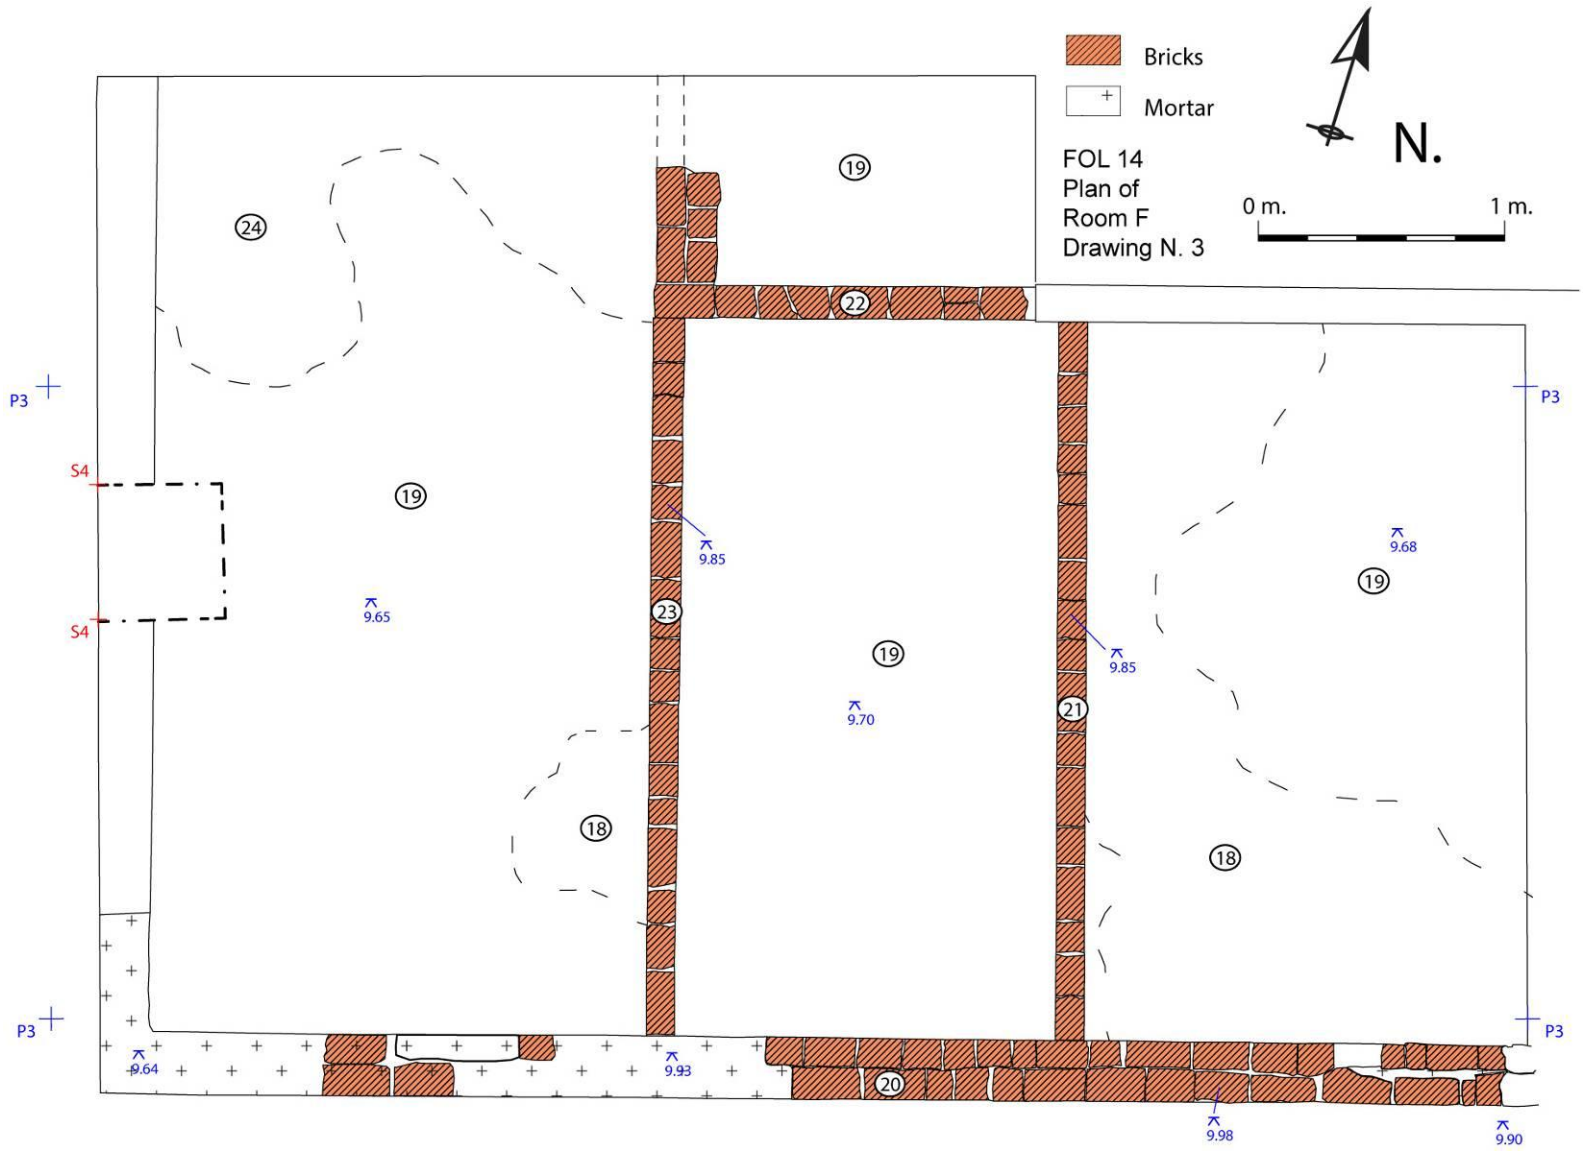 Bricks
Mortar
N.
FOL 14
Plan of
Room F
Drawing N. 3
0 m.
1 m.
19
24
22
P3
P3
S4
19
9.85
9.68
19
S4
9.65
23
19
9.85
9.70
21
18
18
P3
P3
9.64
9.93
20
9.98
9.90